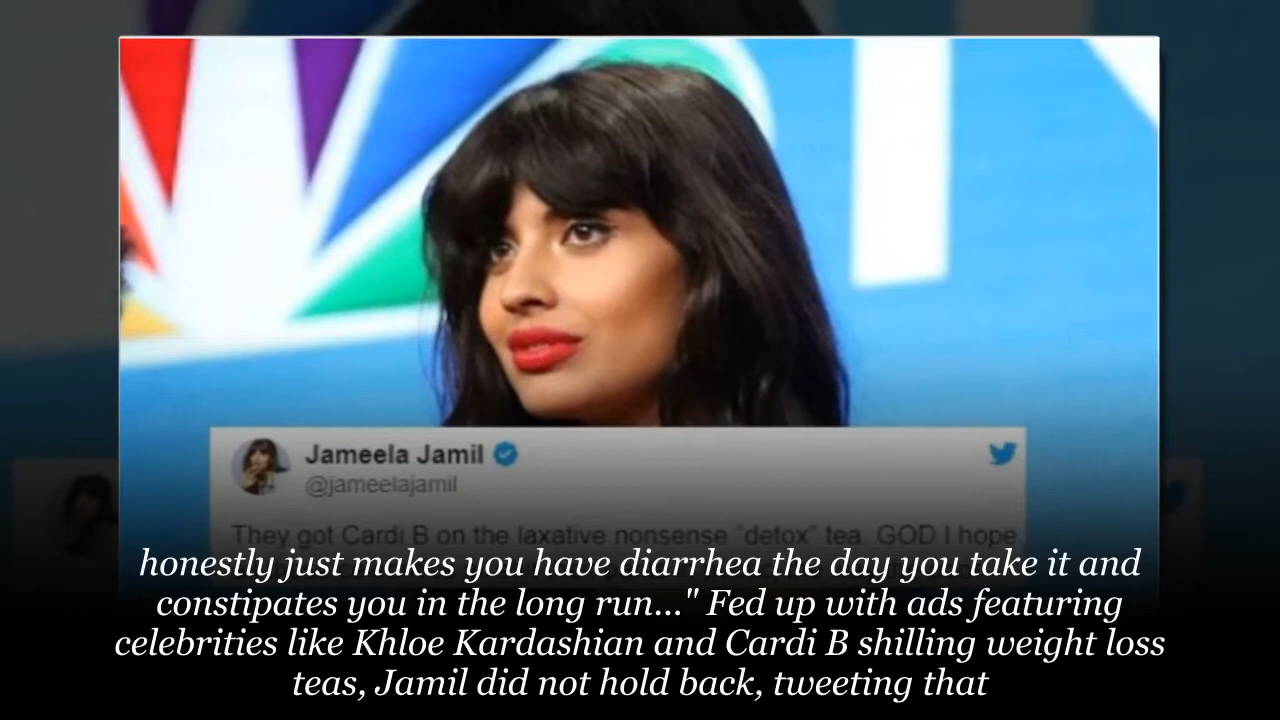 Jameela Jamil
@jameelajamil
They got Cardi B on the laxative nonsense “detox” tea. GOD I hope
honestly just makes you have diarrhea the day you take it and
constipates you in the long run..." Fed up with ads featuring
celebrities like Khloe Kardashian and Cardi B shilling weight loss
teas, Jamil did not hold back, tweeting that